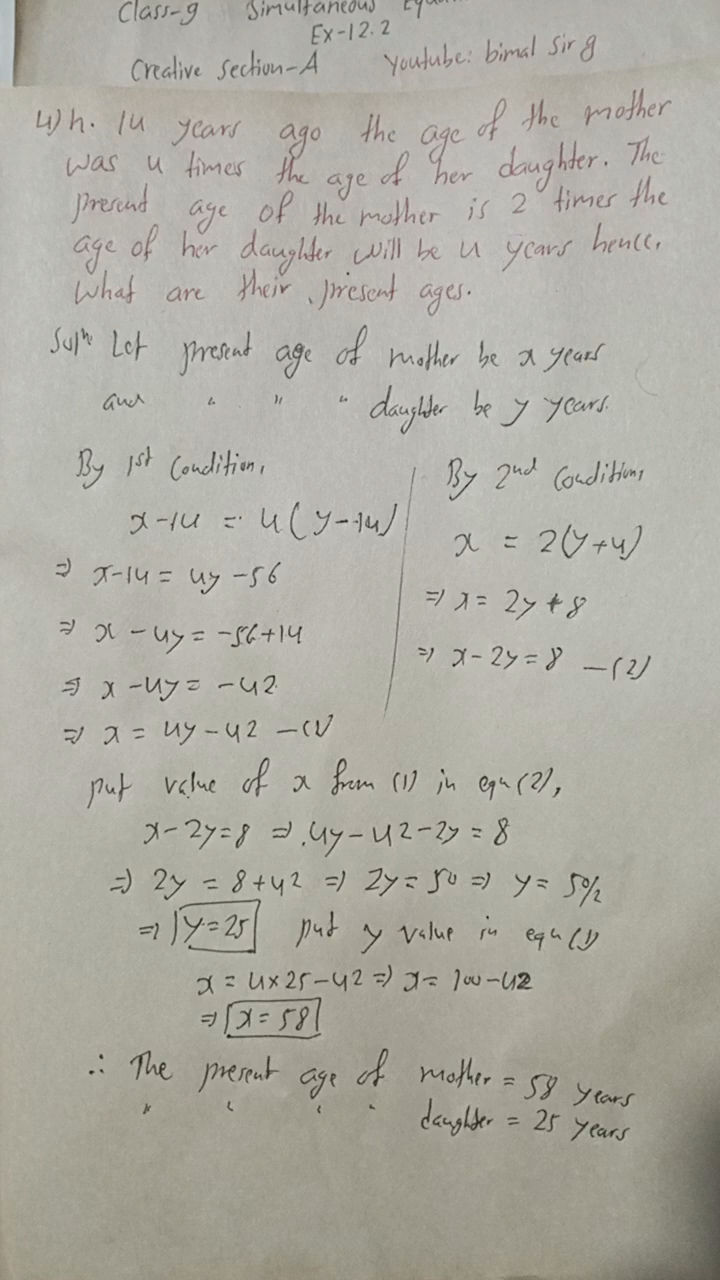 Class-9 Simultaneous Equ
Ex-12.2
Creative Section-A Youtube: bimal Sir g
4) h. 14 years ago the age of the mother
was 4 times the age of her daughter. The
present age of the mother is 2 times the
age of her daughter will be 4 years hence.
What are their present ages.
Solⁿ Let present age of mother be x years
and " " " daughter be y years.
By 1st Condition,
x-14 = 4(y-14)
⇒ x-14 = 4y-56
⇒ x-4y = -56+14
⇒ x-4y = -42
⇒ x = 4y-42 -(1)
By 2nd Condition,
x = 2(y+4)
⇒ x = 2y+8
⇒ x-2y=8 -(2)
put value of x from (1) in equ (2),
x-2y=8 ⇒ 4y-42-2y = 8
⇒ 2y = 8+42 ⇒ 2y=50 ⇒ y = 50/2
⇒ y=25 put y value in equ (1)
x = 4×25-42 ⇒ x= 100-42
⇒ x=58
∴ The present age of mother = 58 years
" " " " daughter = 25 years